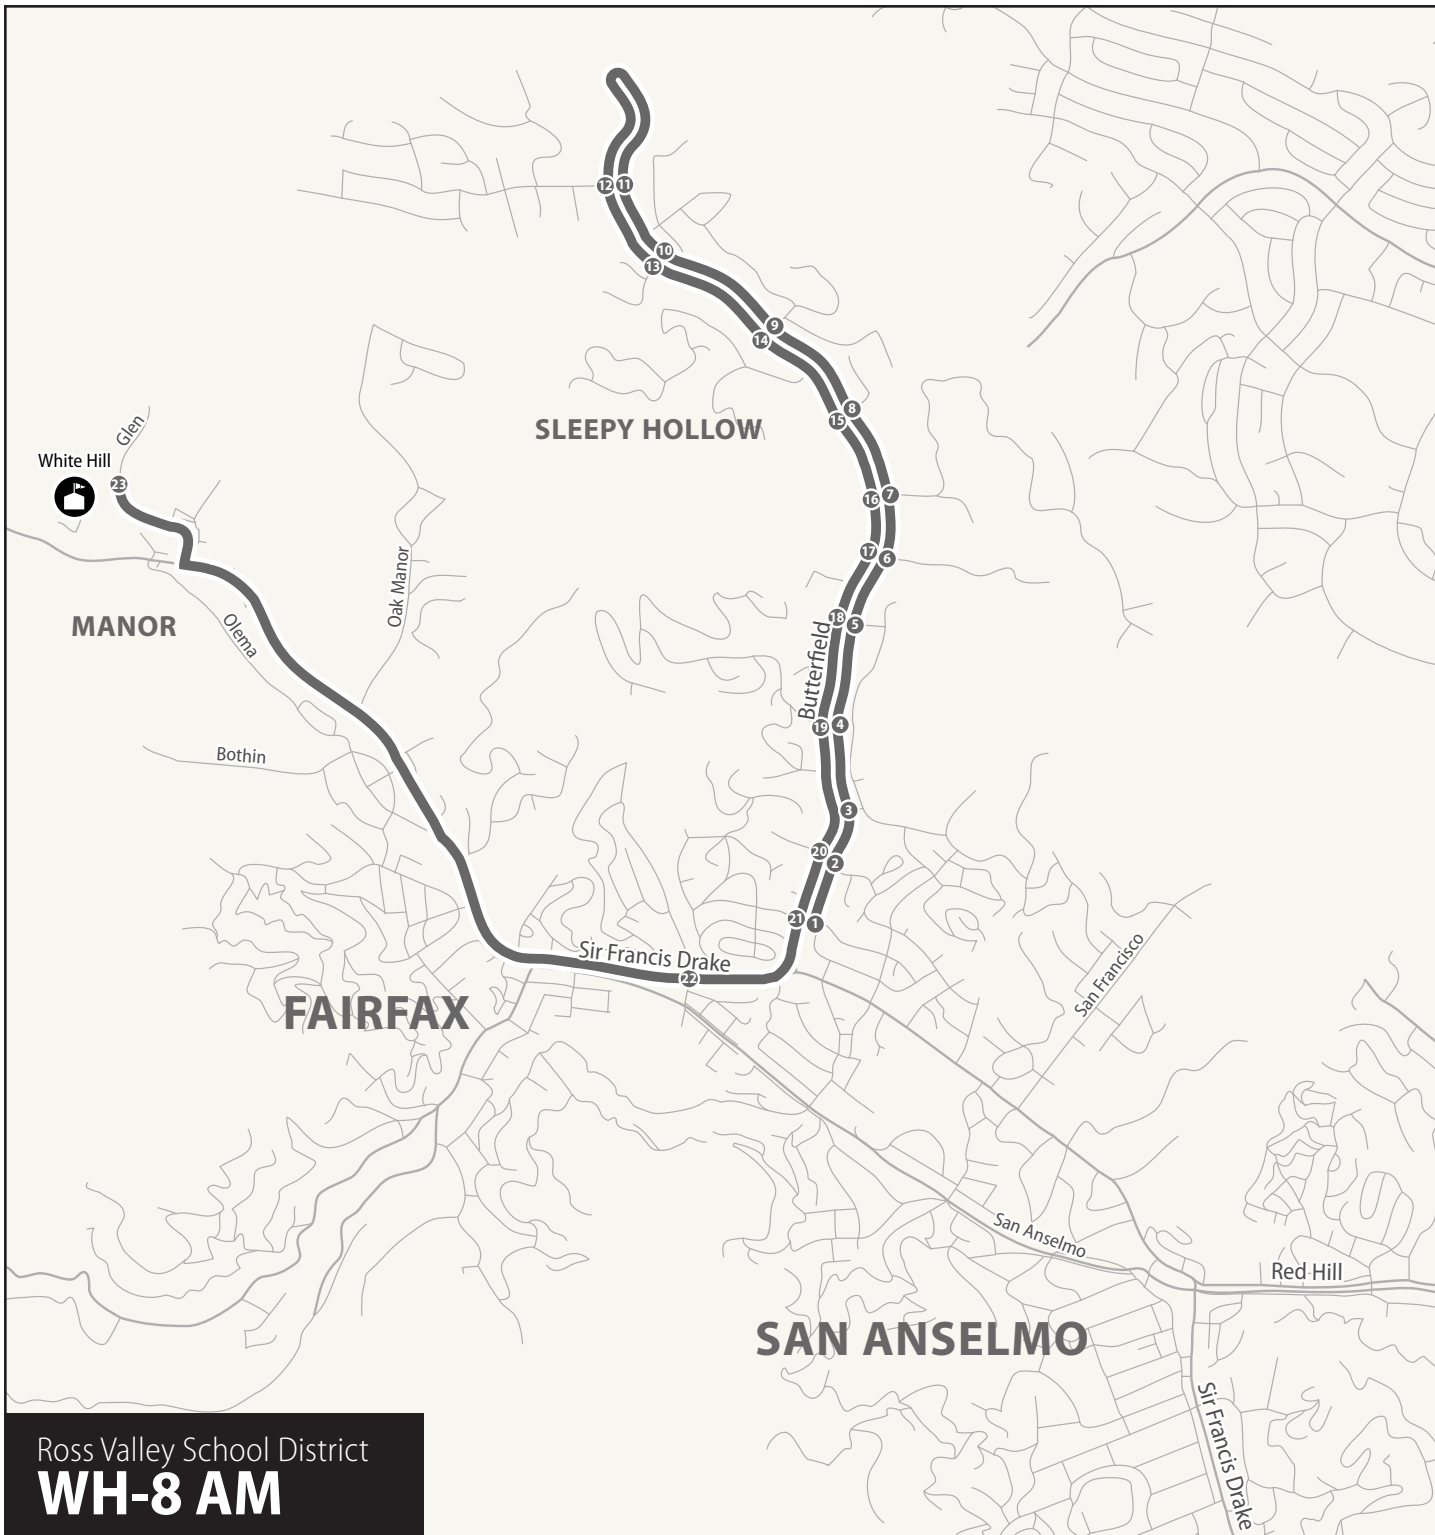 12
11
10
13
9
14
8
SLEEPY HOLLOW
15
Glen
White Hill
23
7
16
17
6
Oak Manor
MANOR
Olema
18
5
Butterfield
19
4
Bothin
3
20
2
21
1
Sir Francis Drake
22
San Francisco
FAIRFAX
San Anselmo
Red Hill
SAN ANSELMO
Sir Francis Drake
Ross Valley School District
WH-8 AM